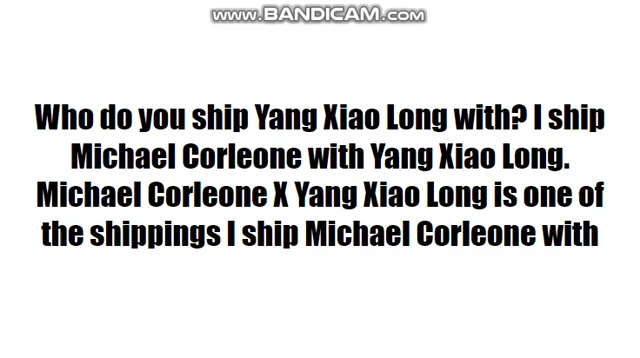 www.BANDICAM.com
Who do you ship Yang Xiao Long with? I ship
Michael Corleone with Yang Xiao Long.
Michael Corleone X Yang Xiao Long is one of
the shippings I ship Michael Corleone with